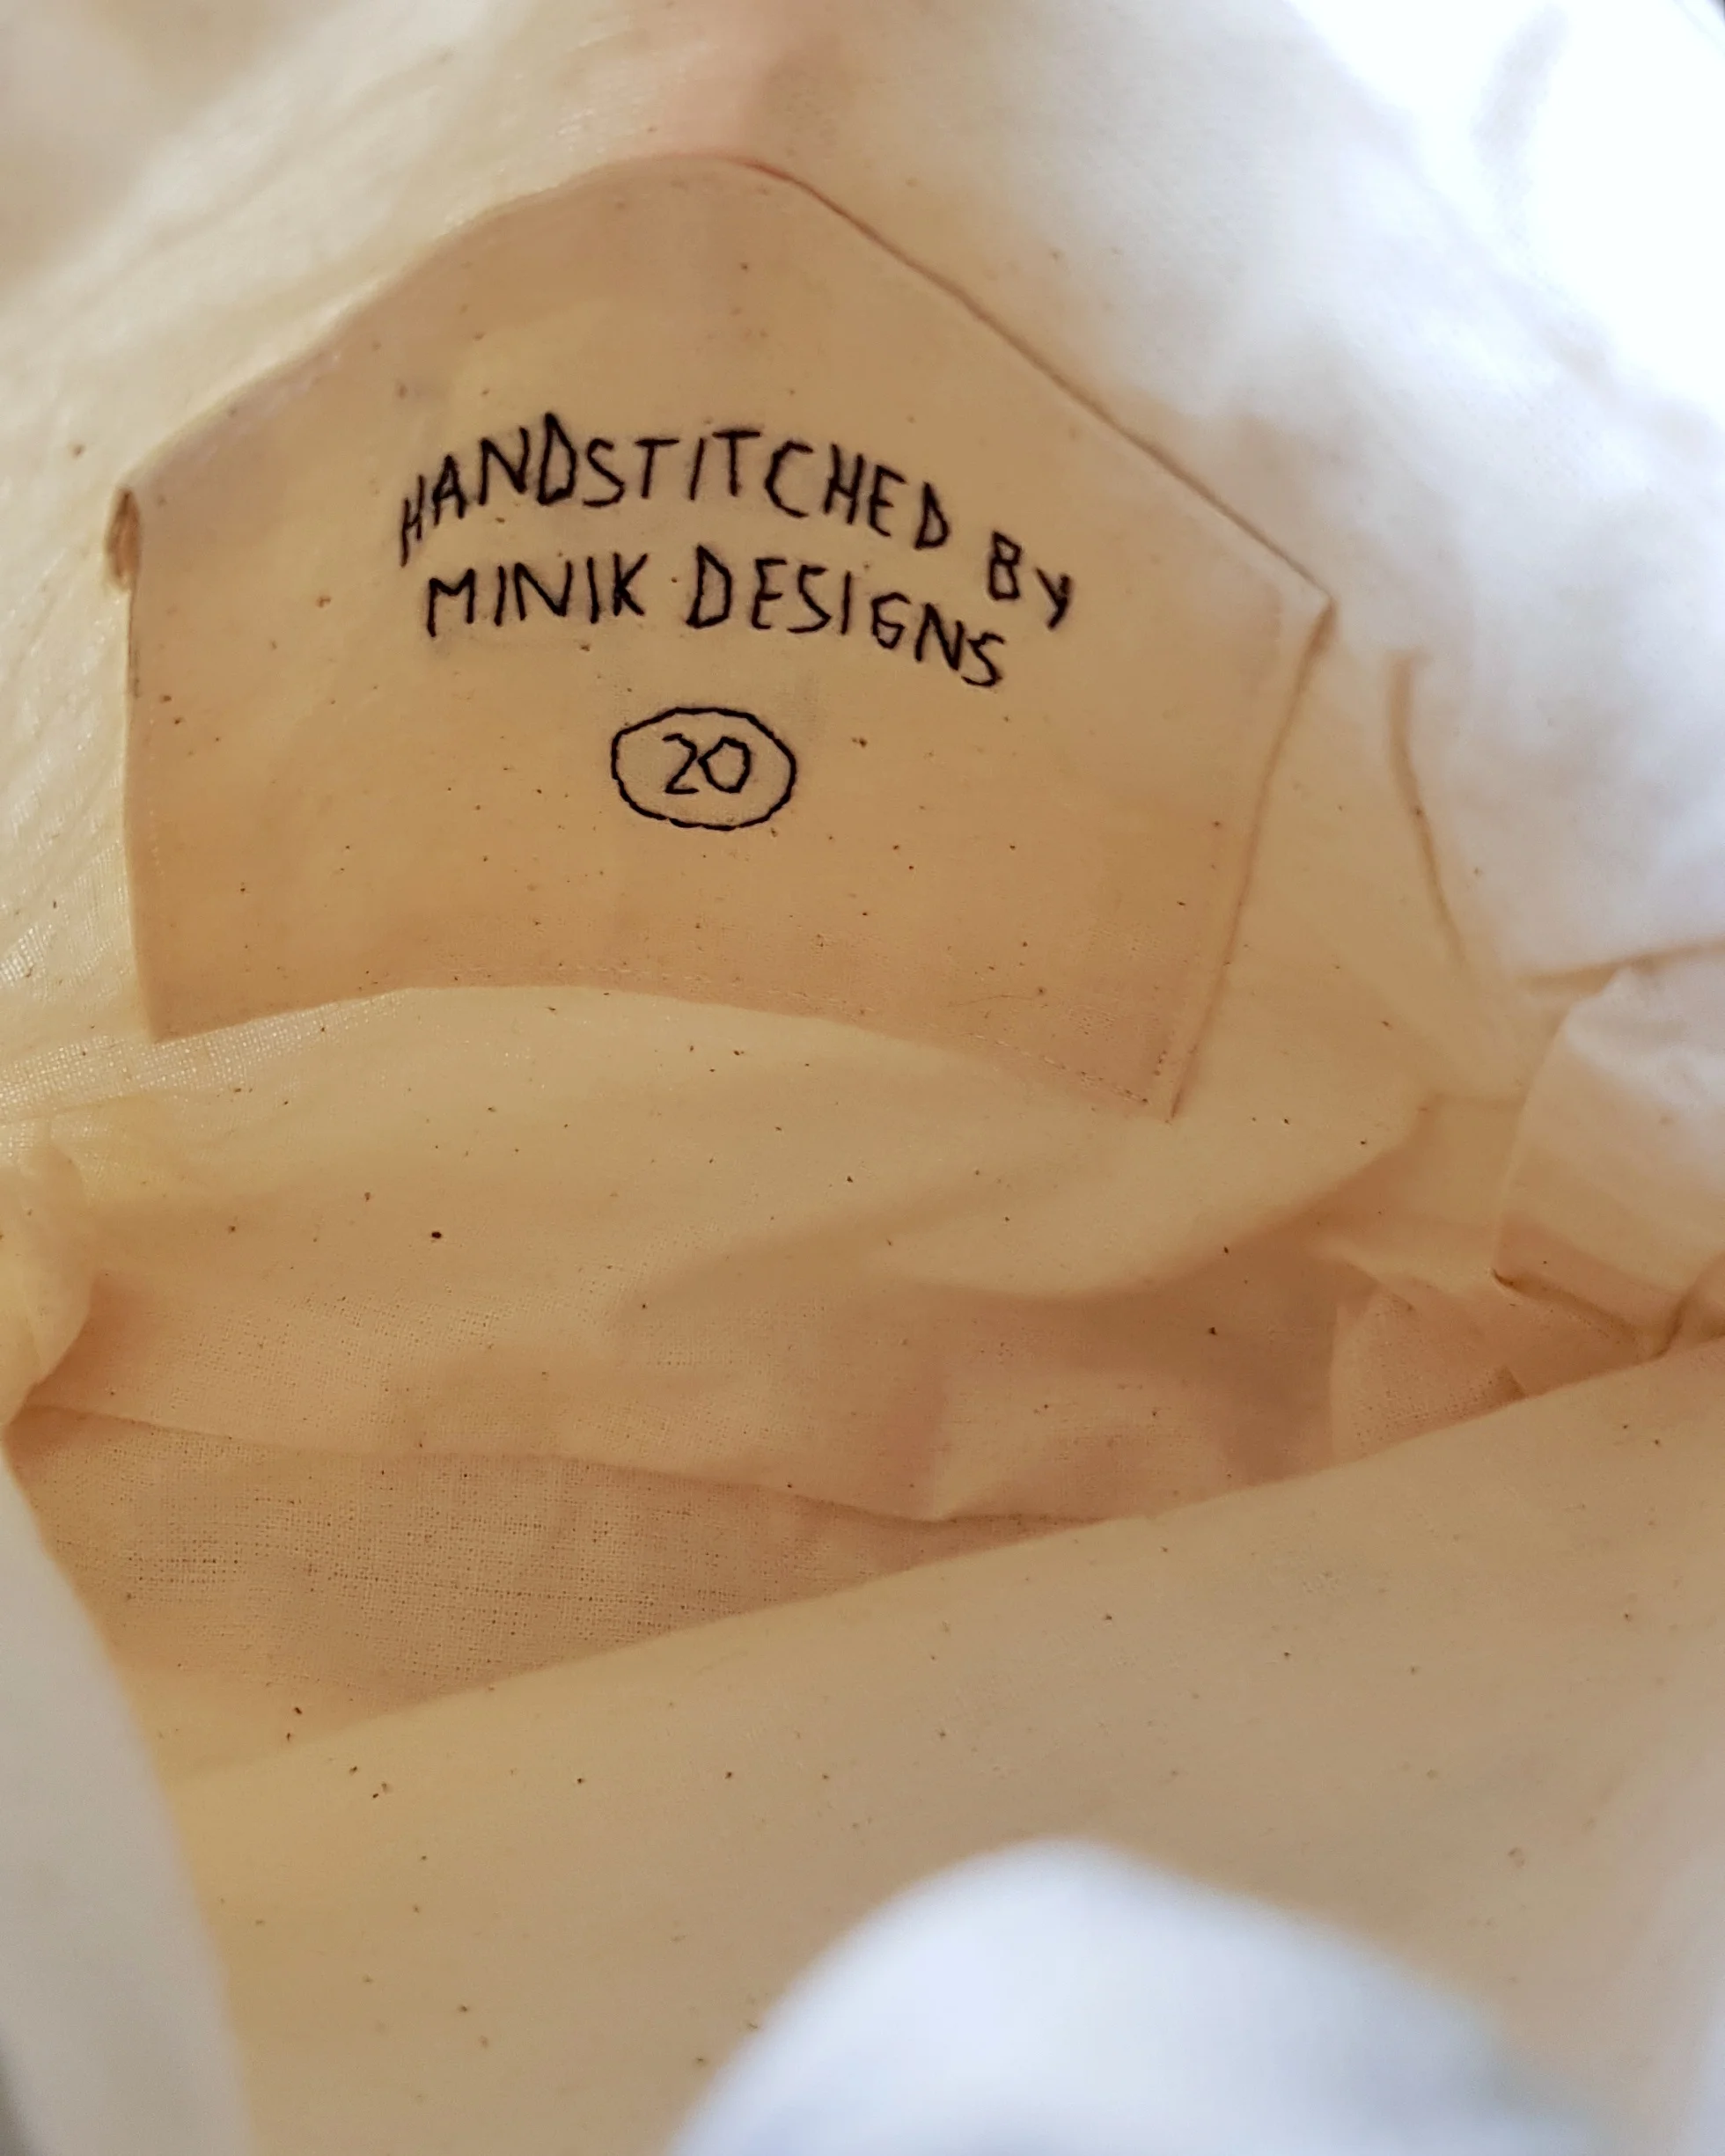 HANDSTITCHED BY
MINIK DESIGNS
20